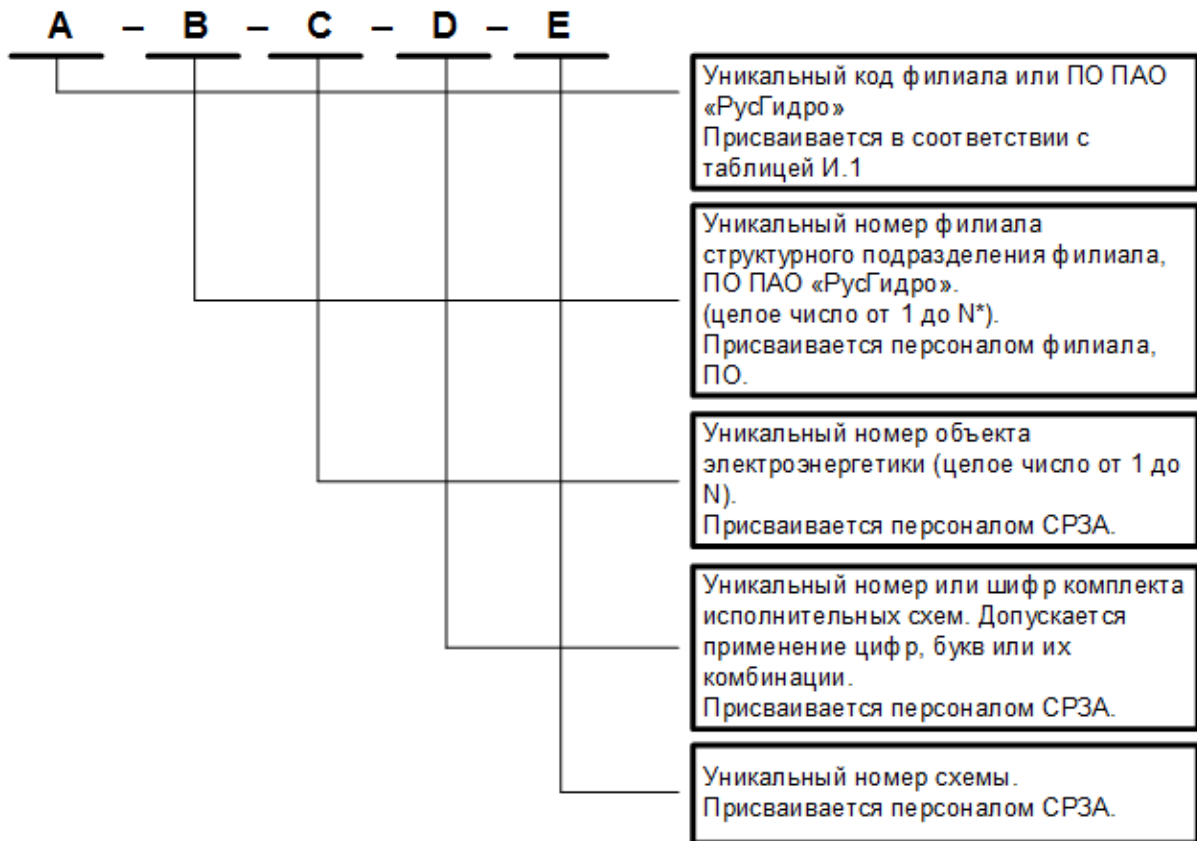 A – B – C – D – E
Уникальный код филиала или ПО ПАО
«РусГидро»
Присваивается в соответствии с
таблицей И.1
Уникальный номер филиала
структурного подразделения филиала,
ПО ПАО «РусГидро».
(целое число от 1 до N*).
Присваивается персоналом филиала,
ПО.
Уникальный номер объекта
электроэнергетики (целое число от 1 до
N).
Присваивается персоналом СРЗА.
Уникальный номер или шифр комплекта
исполнительных схем. Допускается
применение цифр, букв или их
комбинации.
Присваивается персоналом СРЗА.
Уникальный номер схемы.
Присваивается персоналом СРЗА.